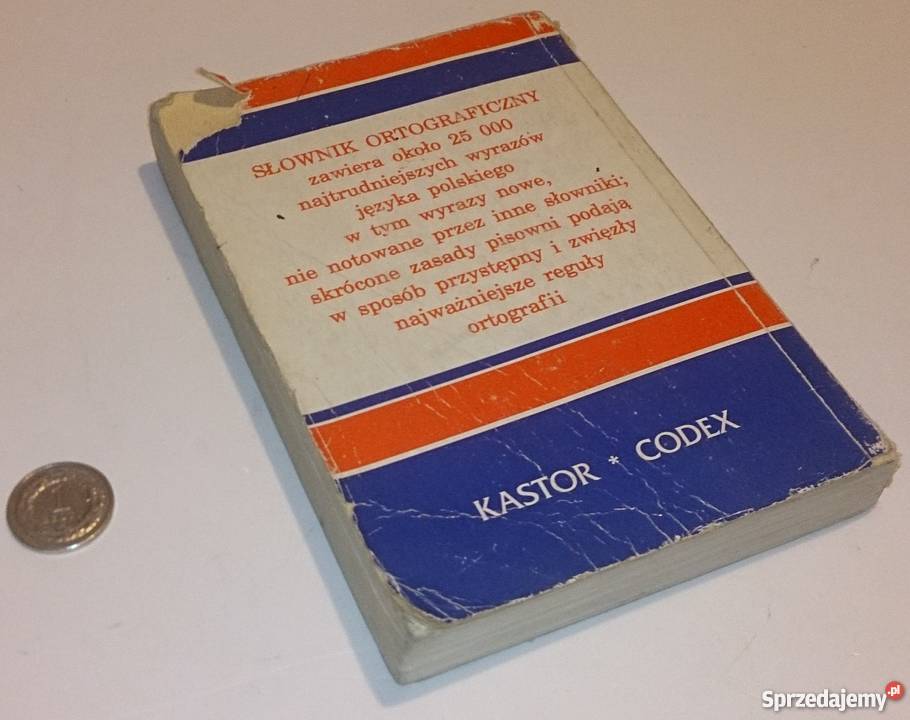 SŁOWNIK ORTOGRAFICZNY
zawiera około 25 000
najtrudniejszych wyrazów
języka polskiego
w tym wyrazy nowe,
nie notowane przez inne słowniki;
skrócone zasady pisowni podają
w sposób przystępny i zwięzły
najważniejsze reguły
ortografii
KASTOR * CODEX
1
Sprzedajemy.pl